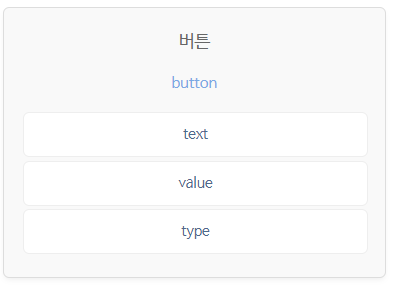 버튼
button
text
value
type